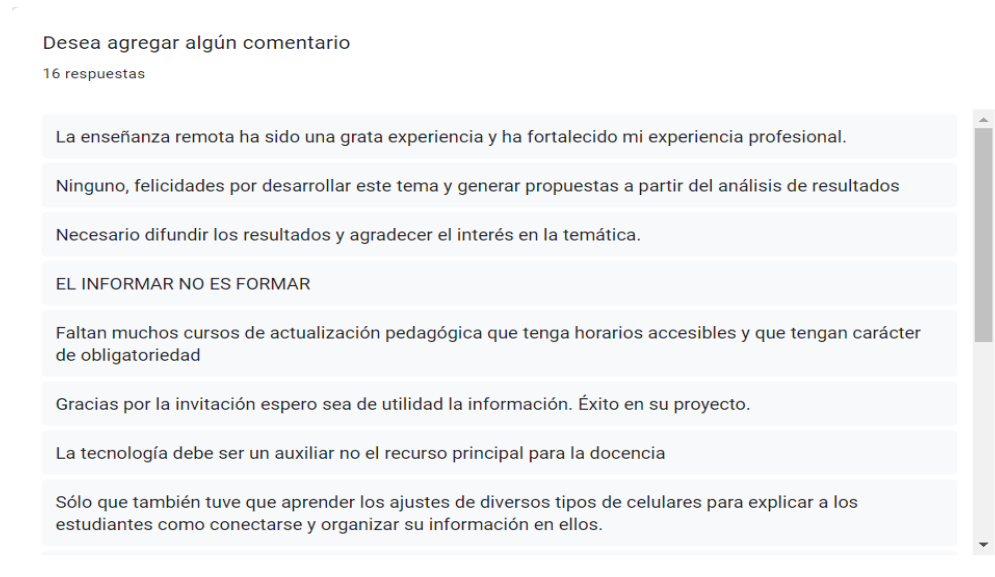 Desea agregar algún comentario
16 respuestas
La enseñanza remota ha sido una grata experiencia y ha fortalecido mi experiencia profesional.
Ninguno, felicidades por desarrollar este tema y generar propuestas a partir del análisis de resultados
Necesario difundir los resultados y agradecer el interés en la temática.
EL INFORMAR NO ES FORMAR
Faltan muchos cursos de actualización pedagógica que tenga horarios accesibles y que tengan carácter
de obligatoriedad
Gracias por la invitación espero sea de utilidad la información. Éxito en su proyecto.
La tecnología debe ser un auxiliar no el recurso principal para la docencia
Sólo que también tuve que aprender los ajustes de diversos tipos de celulares para explicar a los
estudiantes como conectarse y organizar su información en ellos.